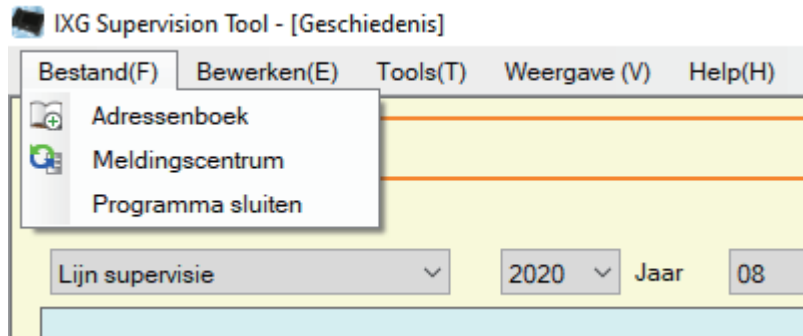 IXG Supervision Tool - [Geschiedenis]
Bestand(F) Bewerken(E) Tools(T) Weergave (V) Help(H)
Adressenboek
Meldingscentrum
Programma sluiten
Lijn supervisie 2020 Jaar 08